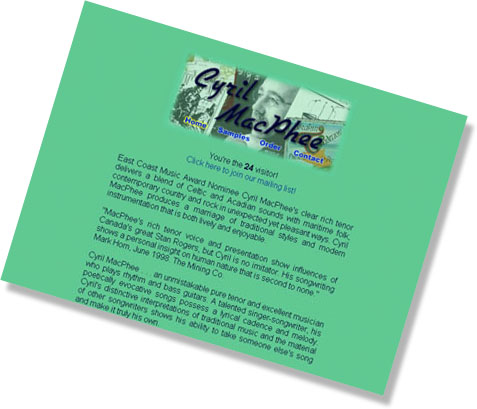 Cyril
MacPhee
Home Samples Order Contact
You're the 24 visitor!
Click here to join our mailing list!
East Coast Music Award Nominee Cyril MacPhee's clear rich tenor
delivers a blend of Celtic and Acadian sounds with maritime folk,
contemporary country and rock in unexpected yet pleasant ways. Cyril
MacPhee produces a marriage of traditional styles and modern
instrumentation that is both lively and enjoyable.
"MacPhee's rich tenor voice and presentation show influences of
Canada's great Stan Rogers, but Cyril is no imitator. His songwriting
shows a personal insight on human nature that is second to none."
Mark Horn, June 1998. The Mining Co.
Cyril MacPhee . . . an unmistakable pure tenor and excellent musician
who plays rhythm and bass guitars. A talented singer-songwriter, his
poetically evocative songs possess a lyrical cadence and melody.
Cyril's distinctive interpretations of traditional music and the material
of other songwriters shows his ability to take someone else's song
and make it truly his own.